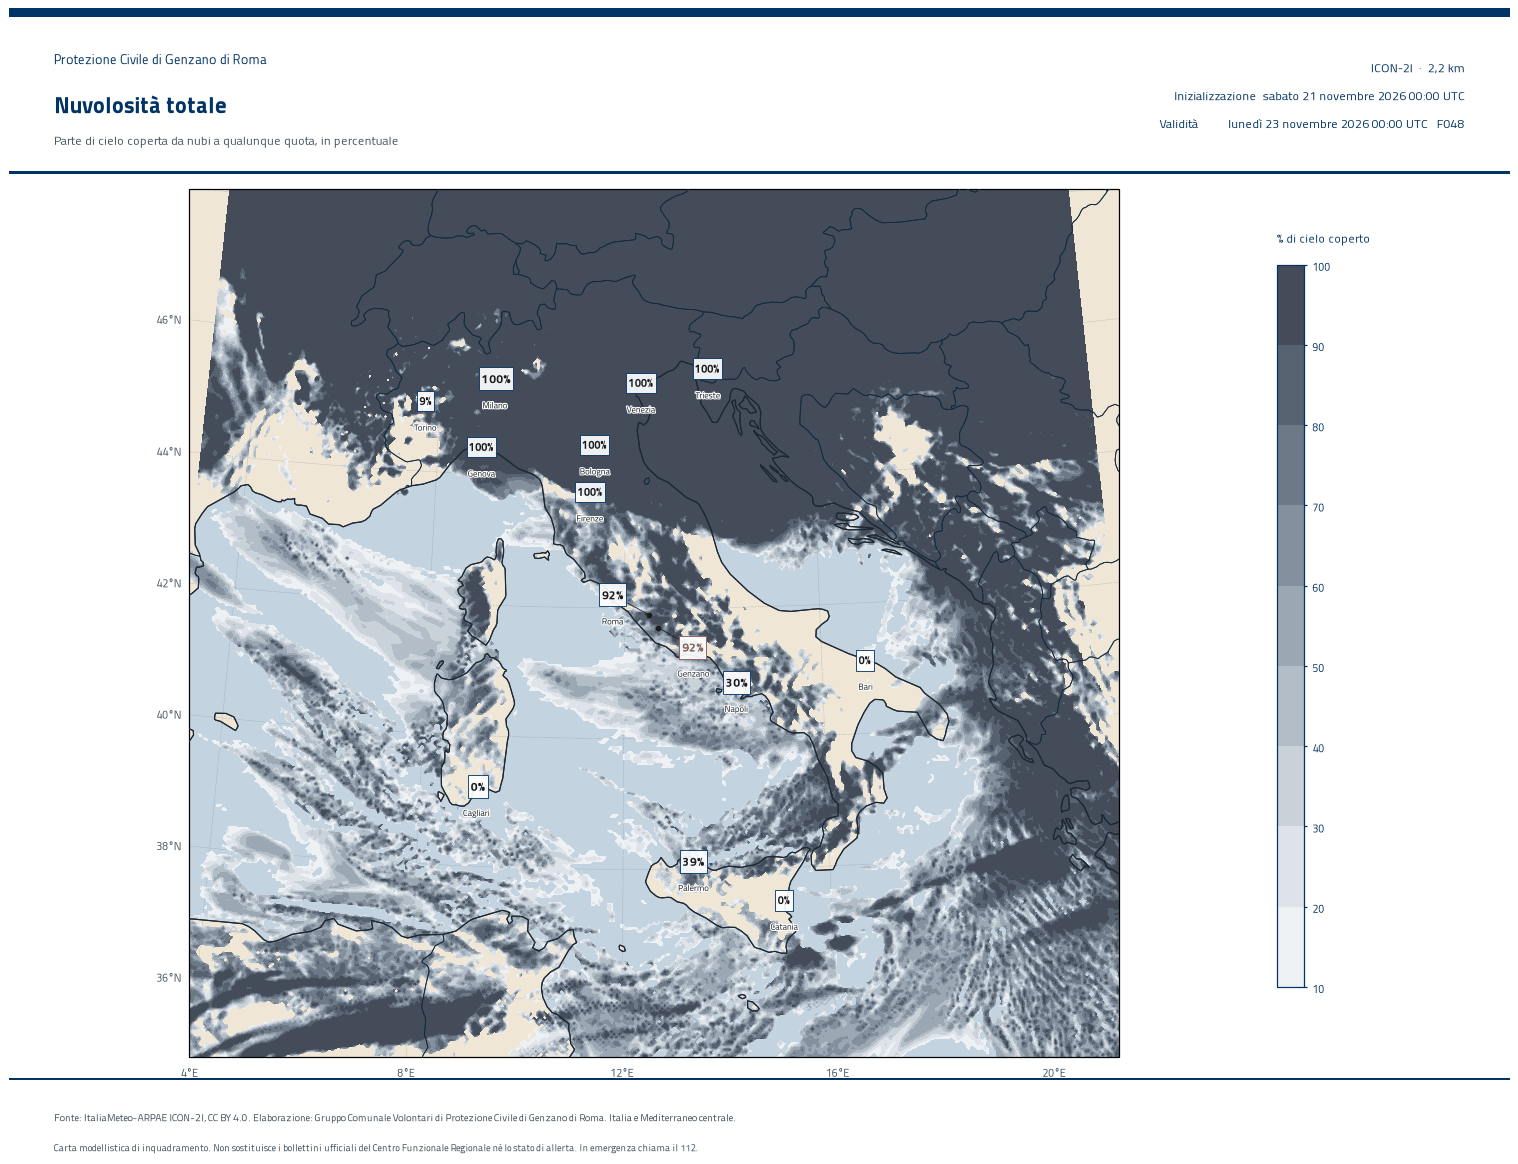 Protezione Civile di Genzano di Roma
Nuvolosità totale
Parte di cielo coperta da nubi a qualunque quota, in percentuale
ICON-2I · 2,2 km
Inizializzazione sabato 21 novembre 2026 00:00 UTC
Validità lunedì 23 novembre 2026 00:00 UTC F048
% di cielo coperto
100
90
80
70
60
50
40
30
20
10
46°N
44°N
42°N
40°N
38°N
36°N
4°E
8°E
12°E
16°E
20°E
100%
Trieste
100%
Milano
100%
Venezia
9%
Torino
100%
Genova
100%
Bologna
100%
Firenze
92%
Roma
92%
Genzano
0%
Bari
30%
Napoli
0%
Cagliari
39%
Palermo
0%
Catania
Fonte: ItaliaMeteo-ARPAE ICON-2I, CC BY 4.0. Elaborazione: Gruppo Comunale Volontari di Protezione Civile di Genzano di Roma. Italia e Mediterraneo centrale.
Carta modellistica di inquadramento. Non sostituisce i bollettini ufficiali del Centro Funzionale Regionale né lo stato di allerta. In emergenza chiama il 112.